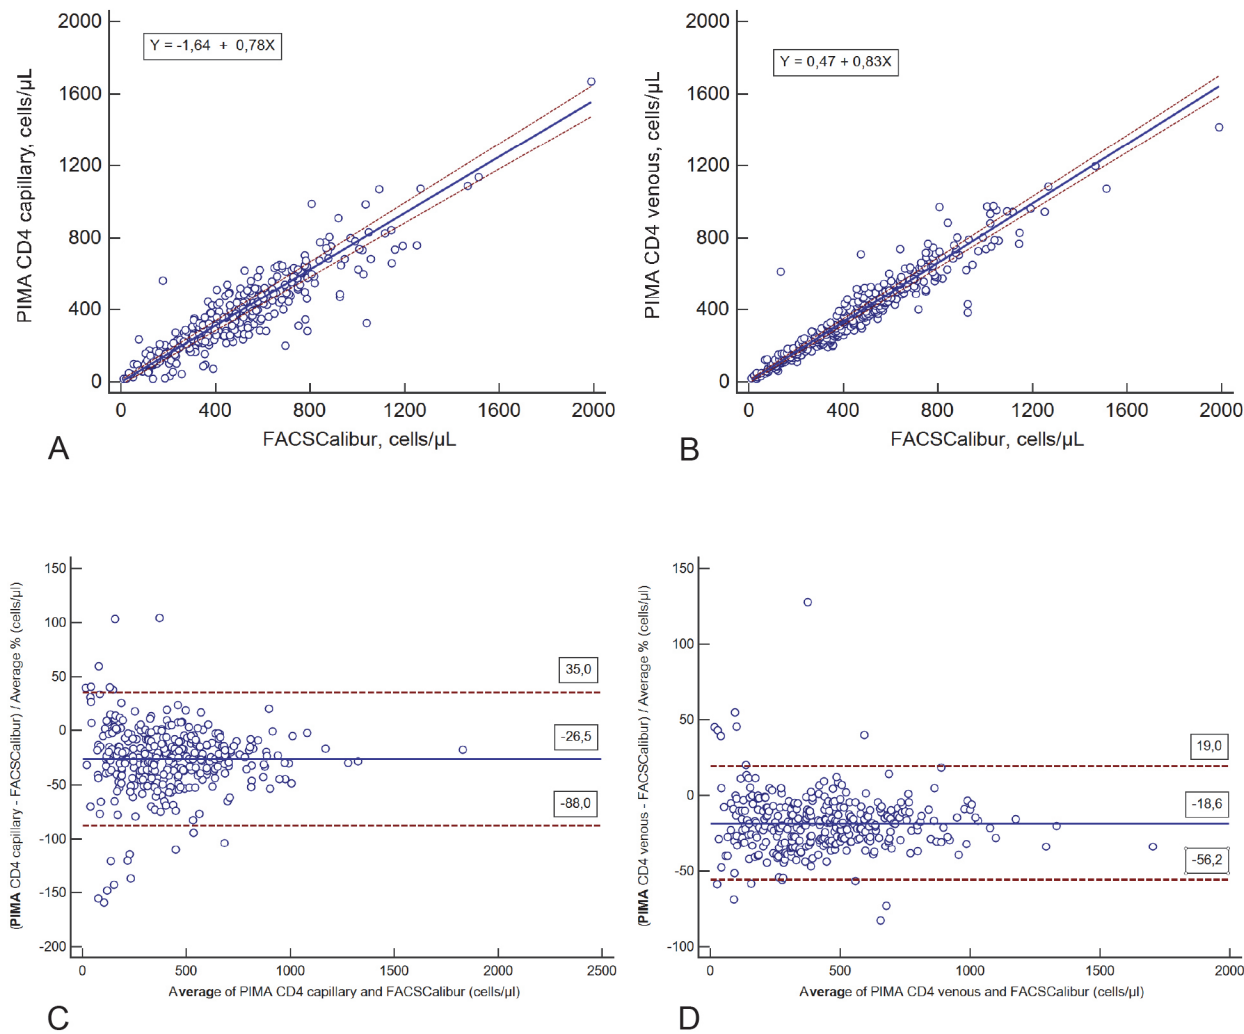 2000
1600
1200
800
400
0
PIMA CD4 capillary, cells/µL
Y = -1,64 + 0,78X
0 400 800 1200 1600 2000
FACSCalibur, cells/µL
A
2000
1600
1200
800
400
0
PIMA CD4 venous, cells/µL
Y = 0,47 + 0,83X
0 400 800 1200 1600 2000
FACSCalibur, cells/µL
B
150
100
50
0
-50
-100
-150
-200
(PIMA CD4 capillary - FACSCalibur) / Average % (cells/µl)
35,0
-26,5
-88,0
0 500 1000 1500 2000 2500
Average of PIMA CD4 capillary and FACSCalibur (cells/µl)
C
150
100
50
0
-50
-100
(PIMA CD4 venous - FACSCalibur) / Average % (cells/µl)
19,0
-18,6
-56,2
0 500 1000 1500 2000
Average of PIMA CD4 venous and FACSCalibur (cells/µl)
D